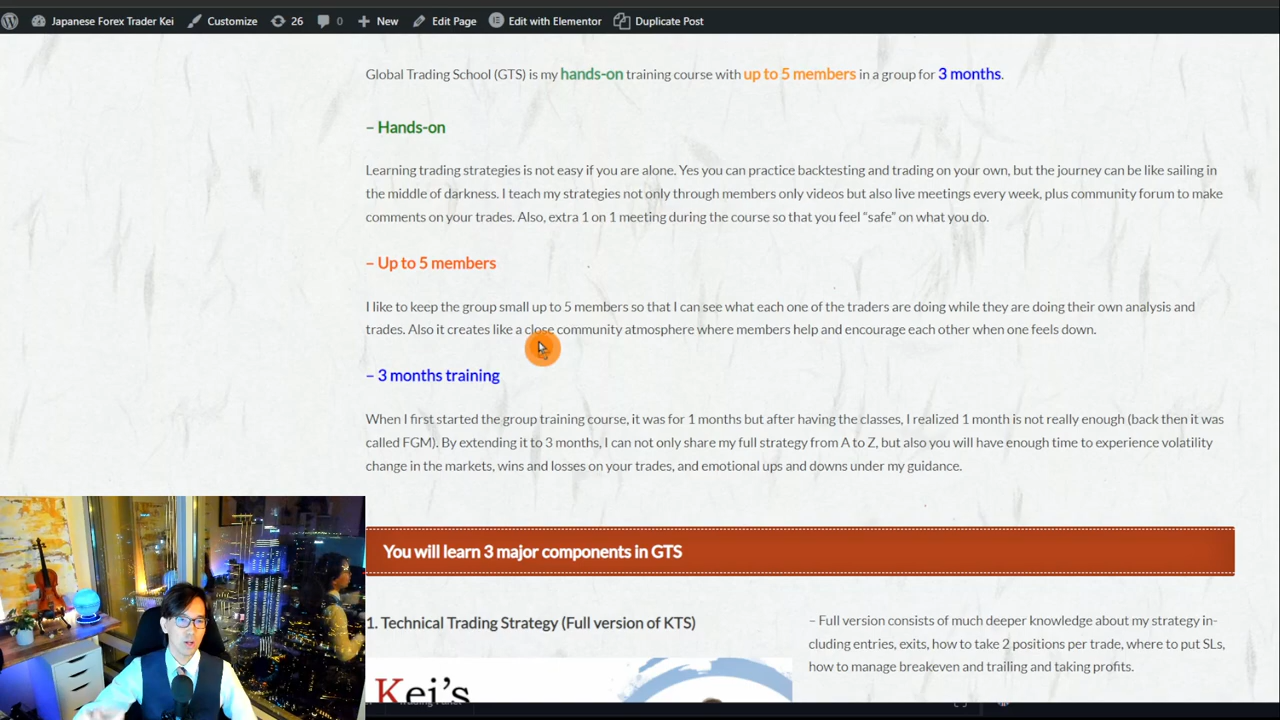 Japanese Forex Trader Kei Customize 26 0 New Edit Page Edit with Elementor Duplicate Post
Global Trading School (GTS) is my hands-on training course with up to 5 members in a group for 3 months.
– Hands-on
Learning trading strategies is not easy if you are alone. Yes you can practice backtesting and trading on your own, but the journey can be like sailing in
the middle of darkness. I teach my strategies not only through members only videos but also live meetings every week, plus community forum to make
comments on your trades. Also, extra 1 on 1 meeting during the course so that you feel “safe” on what you do.
– Up to 5 members
I like to keep the group small up to 5 members so that I can see what each one of the traders are doing while they are doing their own analysis and
trades. Also it creates like a close community atmosphere where members help and encourage each other when one feels down.
– 3 months training
When I first started the group training course, it was for 1 months but after having the classes, I realized 1 month is not really enough (back then it was
called FGM). By extending it to 3 months, I can not only share my full strategy from A to Z, but also you will have enough time to experience volatility
change in the markets, wins and losses on your trades, and emotional ups and downs under my guidance.
You will learn 3 major components in GTS
1. Technical Trading Strategy (Full version of KTS)
– Full version consists of much deeper knowledge about my strategy in-
cluding entries, exits, how to take 2 positions per trade, where to put SLs,
how to manage breakeven and trailing and taking profits.
Kei's